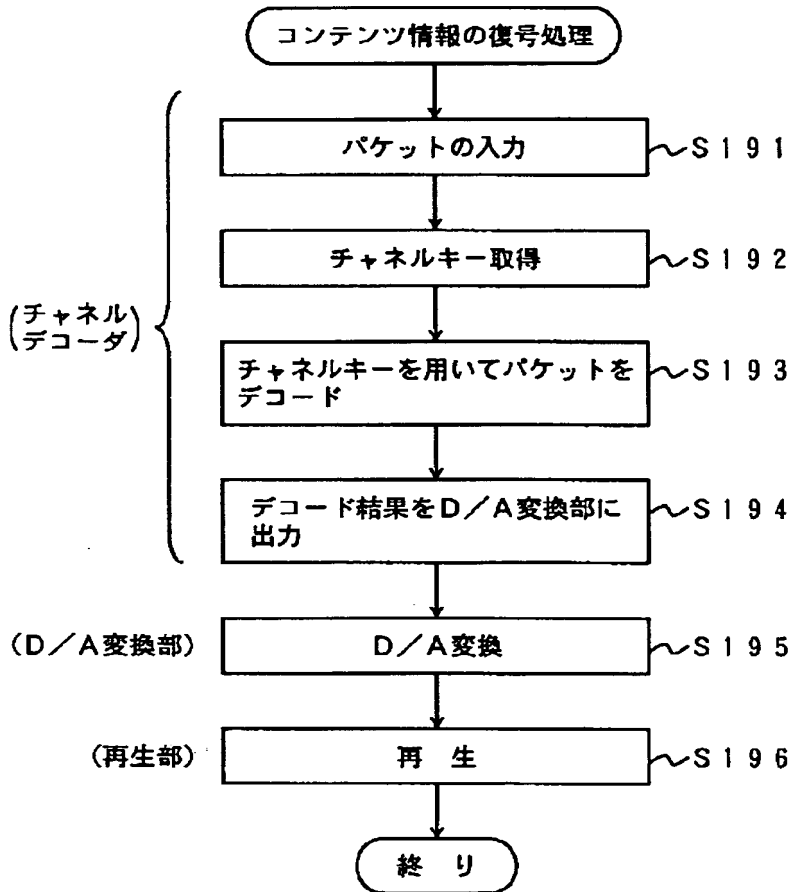 コンテンツ情報の復号処理
パケットの入力
S191
チャネルキー取得
S192
(チャネル
デコーダ)
チャネルキーを用いてパケットを
デコード
S193
デコード結果をD/A変換部に
出力
S194
(D/A変換部)
D/A変換
S195
(再生部)
再 生
S196
終 り